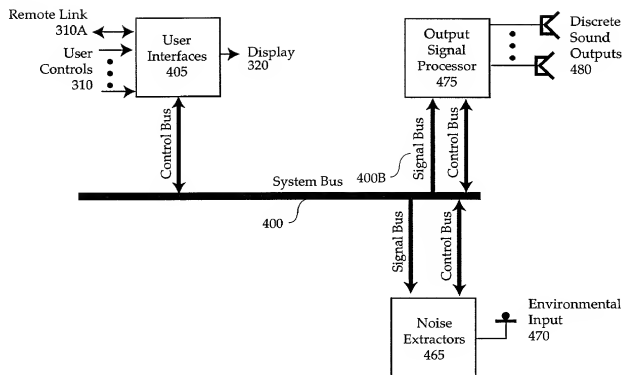 Remote Link
310A
User
Controls
310
User
Interfaces
405
Display
320
Control Bus
Output
Signal
Processor
475
Discrete
Sound
Outputs
480
Signal Bus
Control Bus
400B
System Bus
400
Signal Bus
Control Bus
Noise
Extractors
465
Environmental
Input
470